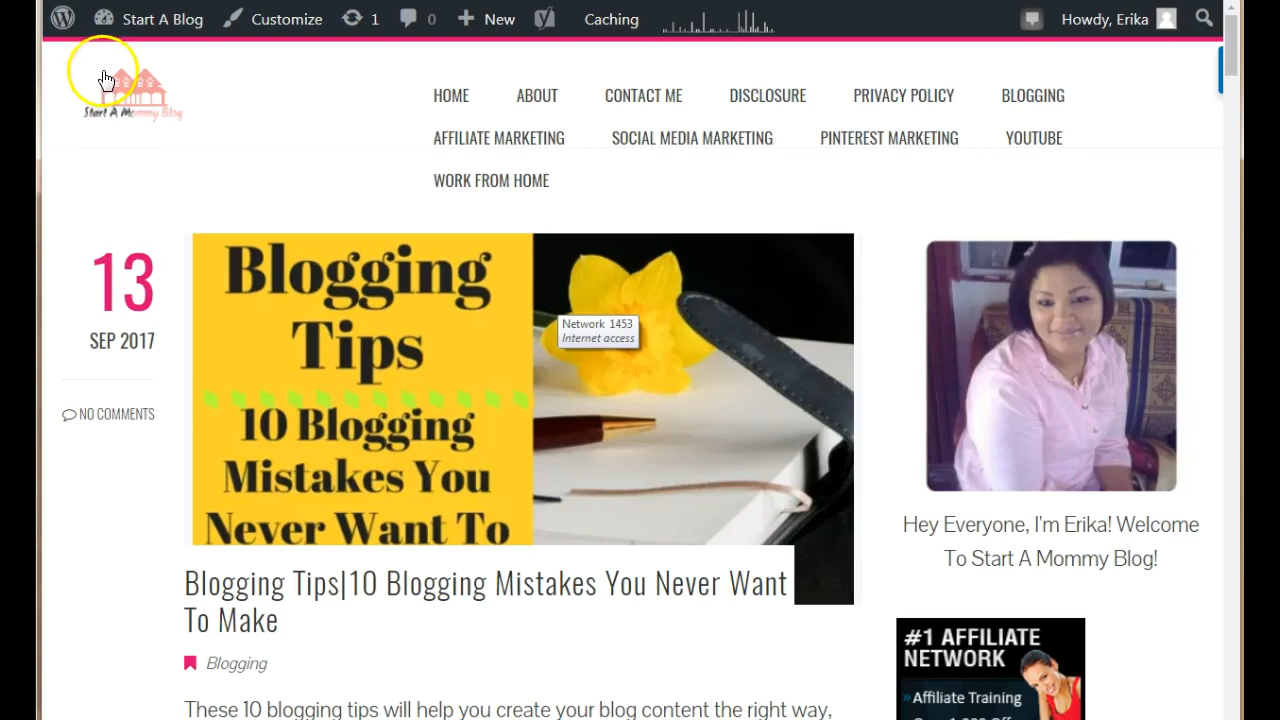 Start A Blog
Customize
1
0
New
Caching
Howdy, Erika
Start A Mommy Blog
HOME
ABOUT
CONTACT ME
DISCLOSURE
PRIVACY POLICY
BLOGGING
AFFILIATE MARKETING
SOCIAL MEDIA MARKETING
PINTEREST MARKETING
YOUTUBE
WORK FROM HOME
13
SEP 2017
NO COMMENTS
Blogging
Tips
10 Blogging
Mistakes You
Never Want To
Network 1453
Internet access
Blogging Tips|10 Blogging Mistakes You Never Want
To Make
Blogging
These 10 blogging tips will help you create your blog content the right way,
Hey Everyone, I'm Erika! Welcome
To Start A Mommy Blog!
#1 AFFILIATE
NETWORK
» Affiliate Training